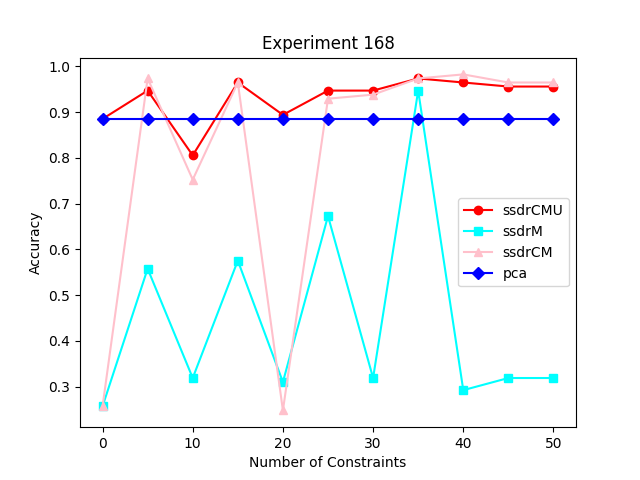 Experiment 168
Accuracy
1.0
0.9
0.8
0.7
0.6
0.5
0.4
0.3
ssdrCMU
ssdrM
ssdrCM
pca
0 10 20 30 40 50
Number of Constraints